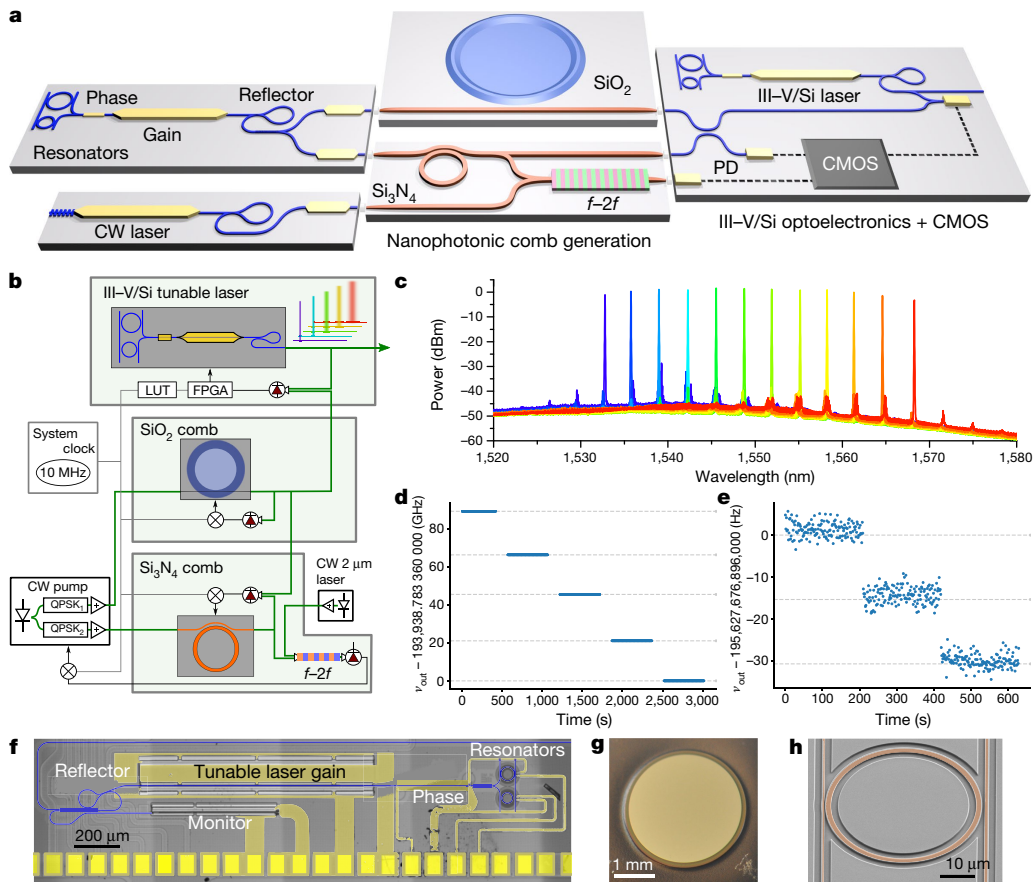 a
Phase
Reflector
Gain
Resonators
CW laser
SiO2
Si3N4
f–2f
Nanophotonic comb generation
III–V/Si laser
PD
CMOS
III–V/Si optoelectronics + CMOS
b
III–V/Si tunable laser
LUT
FPGA
System
clock
10 MHz
SiO2 comb
Si3N4 comb
CW 2 μm
laser
CW pump
QPSK1
QPSK2
f–2f
c
Power (dBm)
0
−10
−20
−30
−40
−50
−60
1,520
1,530
1,540
1,550
1,560
1,570
1,580
Wavelength (nm)
d
νout − 193,938.783 360 000 (GHz)
80
60
40
20
0
0
500
1,000
1,500
2,000
2,500
3,000
Time (s)
e
νout − 195,627,676,896,000 (Hz)
0
−10
−20
−30
0
100
200
300
400
500
600
Time (s)
f
Reflector
Tunable laser gain
Resonators
Phase
Monitor
200 μm
g
1 mm
h
10 μm